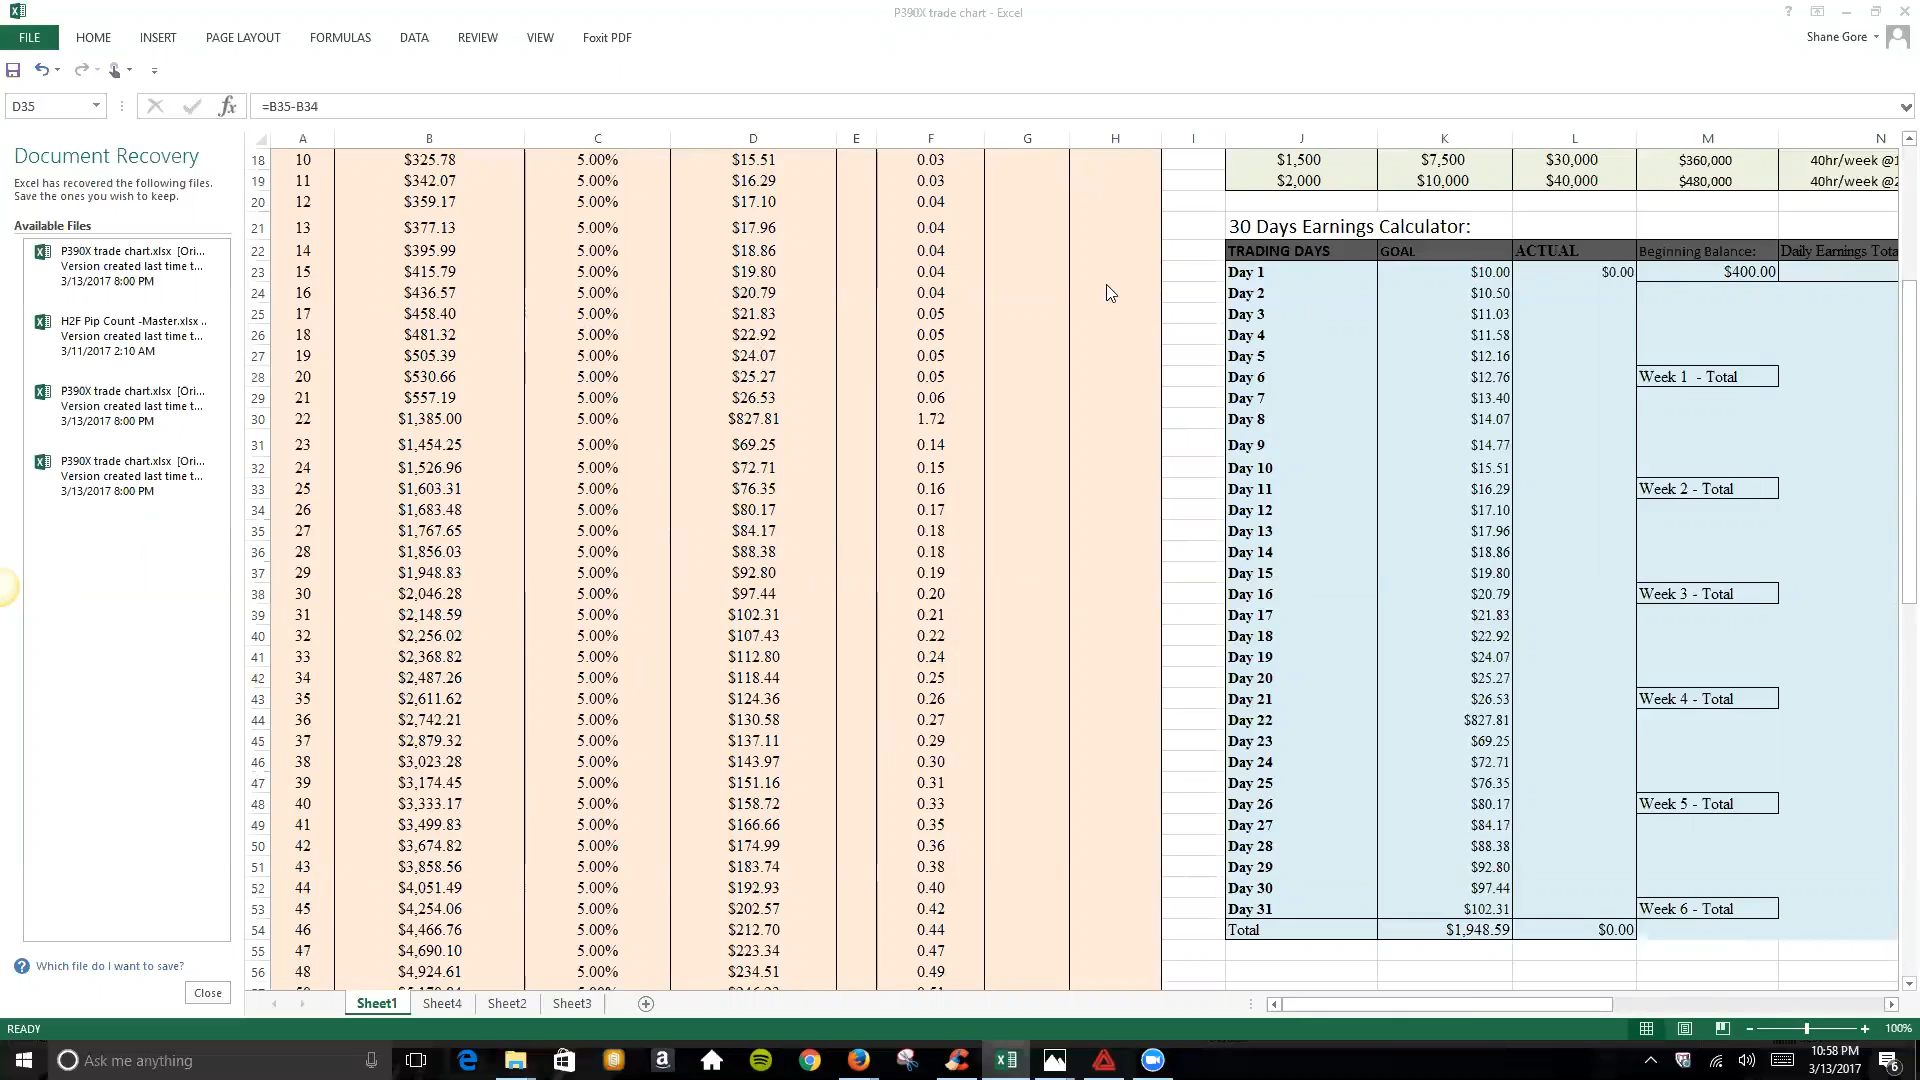 P390X trade chart - Excel
FILE HOME INSERT PAGE LAYOUT FORMULAS DATA REVIEW VIEW Foxit PDF Shane Gore
D35 fx =B35-B34
Document Recovery
Excel has recovered the following files.
Save the ones you wish to keep.
Available Files
P390X trade chart.xlsx [Ori...
Version created last time t...
3/13/2017 8:00 PM
H2F Pip Count -Master.xlsx ..
Version created last time t...
3/11/2017 2:10 AM
P390X trade chart.xlsx [Ori...
Version created last time t...
3/13/2017 8:00 PM
P390X trade chart.xlsx [Ori...
Version created last time t...
3/13/2017 8:00 PM
Which file do I want to save?
Close
A B C D E F G H I J K L M N
18 10 $325.78 5.00% $15.51 0.03 $1,500 $7,500 $30,000 $360,000 40hr/week @1
19 11 $342.07 5.00% $16.29 0.03 $2,000 $10,000 $40,000 $480,000 40hr/week @2
20 12 $359.17 5.00% $17.10 0.04
21 13 $377.13 5.00% $17.96 0.04 30 Days Earnings Calculator:
22 14 $395.99 5.00% $18.86 0.04 TRADING DAYS GOAL ACTUAL Beginning Balance: Daily Earnings Tota
23 15 $415.79 5.00% $19.80 0.04 Day 1 $10.00 $0.00 $400.00
24 16 $436.57 5.00% $20.79 0.04 Day 2 $10.50
25 17 $458.40 5.00% $21.83 0.05 Day 3 $11.03
26 18 $481.32 5.00% $22.92 0.05 Day 4 $11.58
27 19 $505.39 5.00% $24.07 0.05 Day 5 $12.16
28 20 $530.66 5.00% $25.27 0.05 Day 6 $12.76 Week 1 - Total
29 21 $557.19 5.00% $26.53 0.06 Day 7 $13.40
30 22 $1,385.00 5.00% $827.81 1.72 Day 8 $14.07
31 23 $1,454.25 5.00% $69.25 0.14 Day 9 $14.77
32 24 $1,526.96 5.00% $72.71 0.15 Day 10 $15.51
33 25 $1,603.31 5.00% $76.35 0.16 Day 11 $16.29 Week 2 - Total
34 26 $1,683.48 5.00% $80.17 0.17 Day 12 $17.10
35 27 $1,767.65 5.00% $84.17 0.18 Day 13 $17.96
36 28 $1,856.03 5.00% $88.38 0.18 Day 14 $18.86
37 29 $1,948.83 5.00% $92.80 0.19 Day 15 $19.80
38 30 $2,046.28 5.00% $97.44 0.20 Day 16 $20.79 Week 3 - Total
39 31 $2,148.59 5.00% $102.31 0.21 Day 17 $21.83
40 32 $2,256.02 5.00% $107.43 0.22 Day 18 $22.92
41 33 $2,368.82 5.00% $112.80 0.24 Day 19 $24.07
42 34 $2,487.26 5.00% $118.44 0.25 Day 20 $25.27
43 35 $2,611.62 5.00% $124.36 0.26 Day 21 $26.53 Week 4 - Total
44 36 $2,742.21 5.00% $130.58 0.27 Day 22 $827.81
45 37 $2,879.32 5.00% $137.11 0.29 Day 23 $69.25
46 38 $3,023.28 5.00% $143.97 0.30 Day 24 $72.71
47 39 $3,174.45 5.00% $151.16 0.31 Day 25 $76.35
48 40 $3,333.17 5.00% $158.72 0.33 Day 26 $80.17 Week 5 - Total
49 41 $3,499.83 5.00% $166.66 0.35 Day 27 $84.17
50 42 $3,674.82 5.00% $174.99 0.36 Day 28 $88.38
51 43 $3,858.56 5.00% $183.74 0.38 Day 29 $92.80
52 44 $4,051.49 5.00% $192.93 0.40 Day 30 $97.44
53 45 $4,254.06 5.00% $202.57 0.42 Day 31 $102.31 Week 6 - Total
54 46 $4,466.76 5.00% $212.70 0.44 Total $1,948.59 $0.00
55 47 $4,690.10 5.00% $223.34 0.47
56 48 $4,924.61 5.00% $234.51 0.49
Sheet1 Sheet4 Sheet2 Sheet3
READY 100%
Ask me anything
10:58 PM
3/13/2017
6